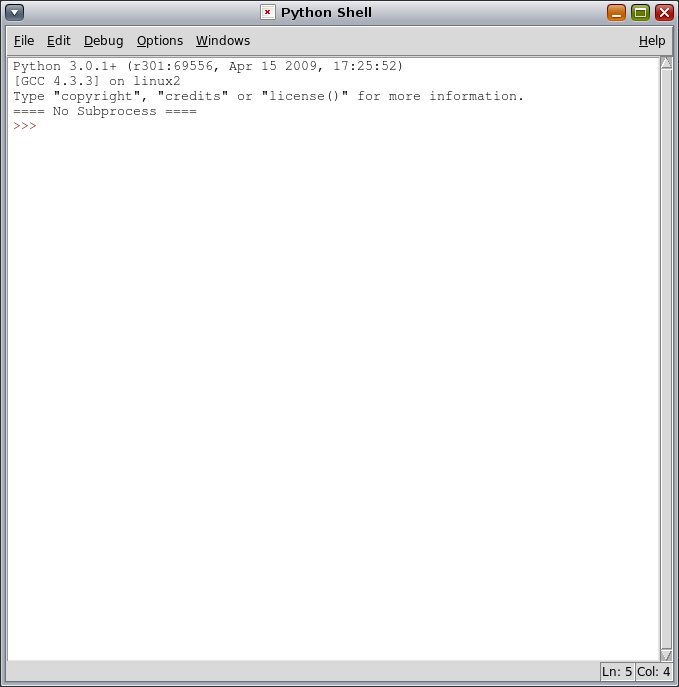 Python Shell
File Edit Debug Options Windows Help
Python 3.0.1+ (r301:69556, Apr 15 2009, 17:25:52)
[GCC 4.3.3] on linux2
Type "copyright", "credits" or "license()" for more information.
==== No Subprocess ====
>>>
Ln: 5 Col: 4